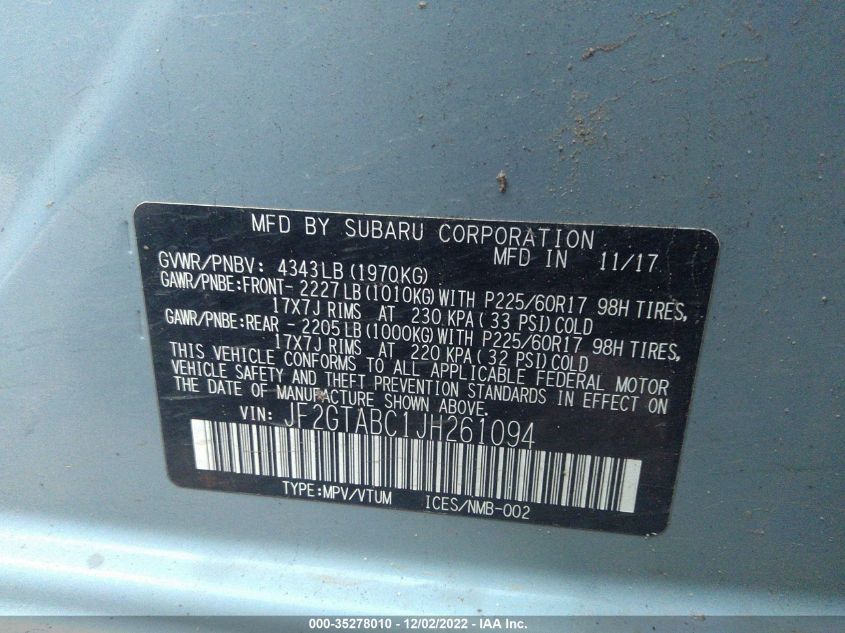 MFD BY SUBARU CORPORATION
MFD IN 11/17
GVWR/PNBV: 4343LB(1970KG)
GAWR/PNBE:FRONT- 2227LB(1010KG)WITH P225/60R17 98H TIRES,
17X7J RIMS AT 230 KPA( 33 PSI)COLD
GAWR/PNBE:REAR - 2205LB(1000KG)WITH P225/60R17 98H TIRES,
17X7J RIMS AT 220 KPA( 32 PSI)COLD
THIS VEHICLE CONFORMS TO ALL APPLICABLE FEDERAL MOTOR
VEHICLE SAFETY AND THEFT PREVENTION STANDARDS IN EFFECT ON
THE DATE OF MANUFACTURE SHOWN ABOVE.
VIN: JF2GTABC1JH261094
TYPE:MPV/VTUM ICES/NMB-002
000-35278010 - 12/02/2022 - IAA Inc.